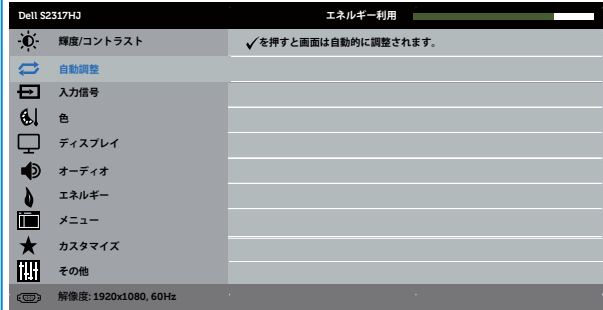 Dell S2317HJ エネルギー利用
輝度/コントラスト
✓を押すと画面は自動的に調整されます。
自動調整
入力信号
色
ディスプレイ
オーディオ
エネルギー
メニュー
カスタマイズ
その他
解像度: 1920x1080, 60Hz